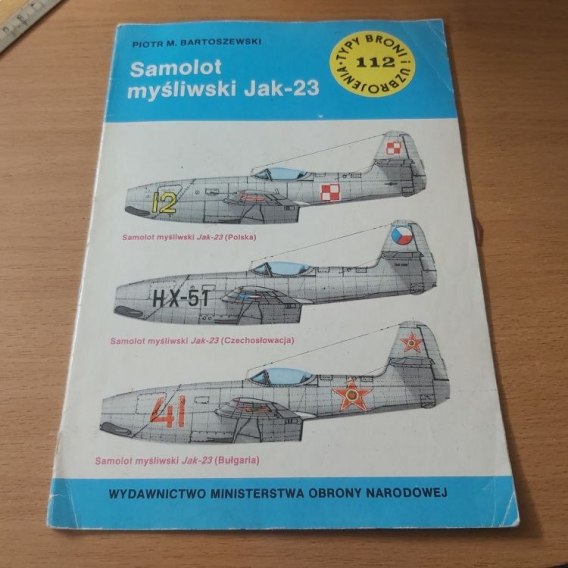 PIOTR M. BARTOSZEWSKI
Samolot
myśliwski Jak-23
TYPY BRONI i UZBROJENIA
112
12
Samolot myśliwski Jak-23 (Polska)
HX-51
Samolot myśliwski Jak-23 (Czechosłowacja)
41
Samolot myśliwski Jak-23 (Bułgaria)
WYDAWNICTWO MINISTERSTWA OBRONY NARODOWEJ